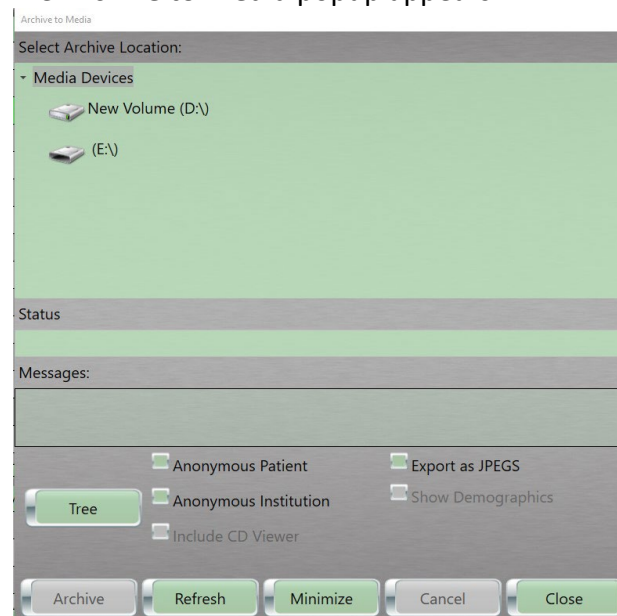 Archive to Media
Select Archive Location:
Media Devices
New Volume (D:\)
(E:\)
Status
Messages:
Anonymous Patient
Export as JPEGS
Tree
Anonymous Institution
Show Demographics
Include CD Viewer
Archive
Refresh
Minimize
Cancel
Close